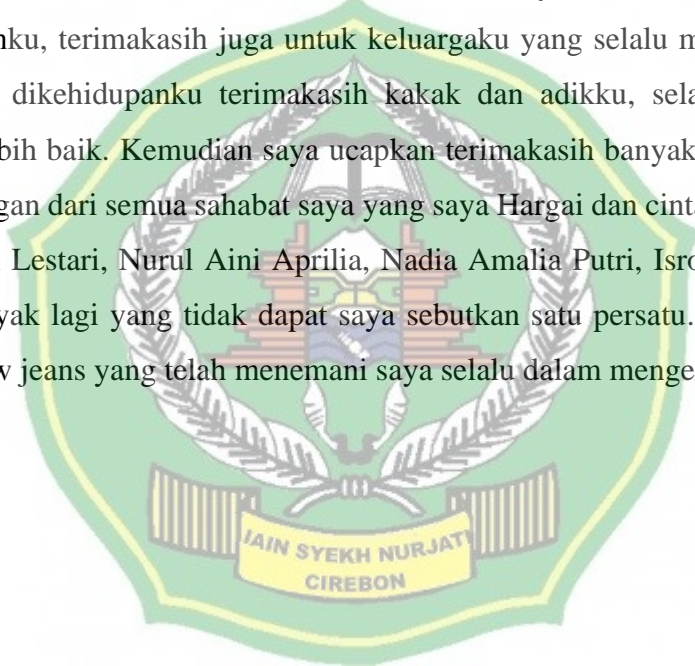 nku, terimakasih juga untuk keluargaku yang selalu m
dikehidupanku terimakasih kakak dan adikku, sela
bih baik. Kemudian saya ucapkan terimakasih banyak
gan dari semua sahabat saya yang saya Hargai dan cint
Lestari, Nurul Aini Aprilia, Nadia Amalia Putri, Isro
yak lagi yang tidak dapat saya sebutkan satu persatu.
w jeans yang telah menemani saya selalu dalam menge
IAIN SYEKH NURJATI
CIREBON